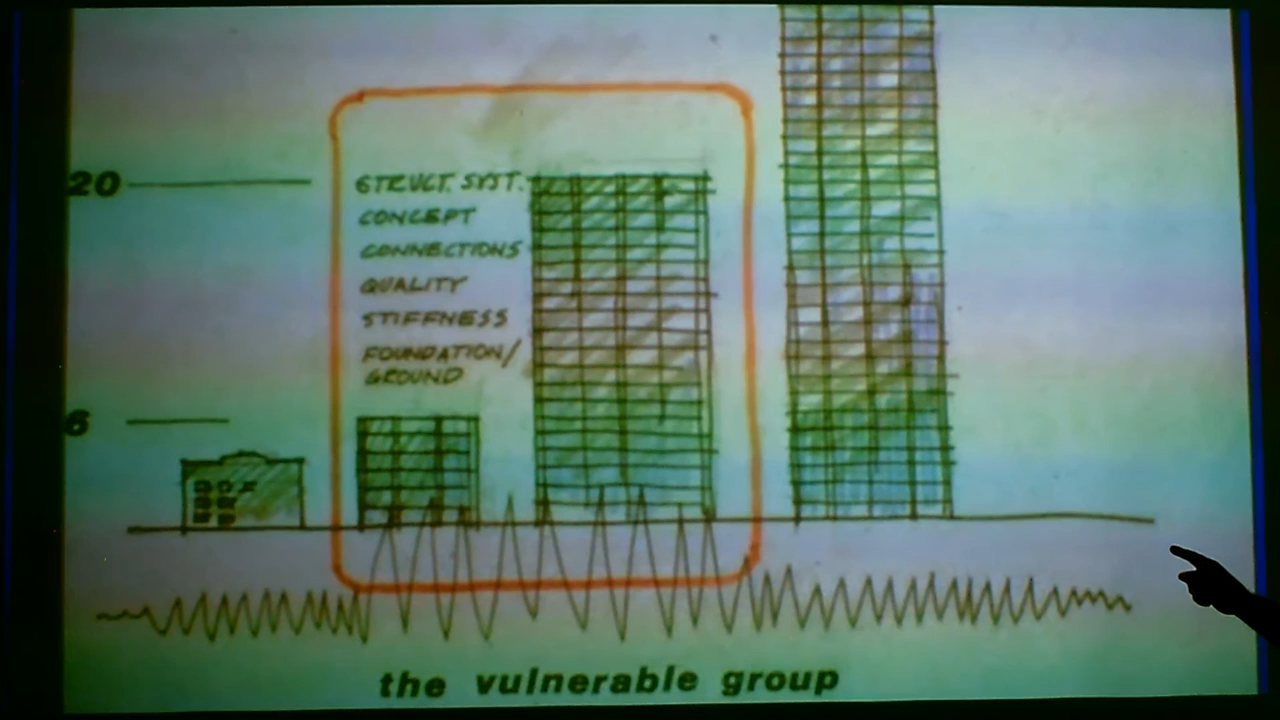 20
STRUCT. SYST.
CONCEPT
CONNECTIONS
QUALITY
STIFFNESS
FOUNDATION/
GROUND
6
the vulnerable group